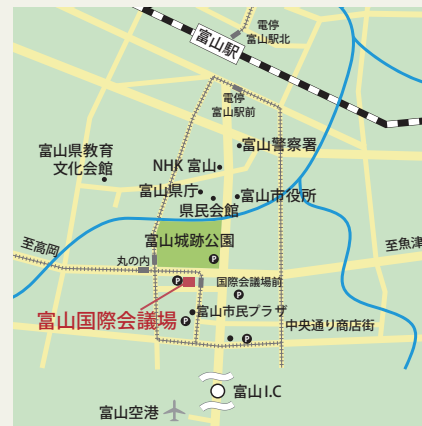 電停
富山駅北
富山駅
電停
富山駅前
富山警察署
富山県教育
文化会館
NHK 富山
富山県庁
富山市役所
県民会館
富山城跡公園
至高岡
至魚津
丸の内
P
P
国際会議場前
P
富山市民プラザ
富山国際会議場
P
中央通り商店街
P
富山I.C
富山空港